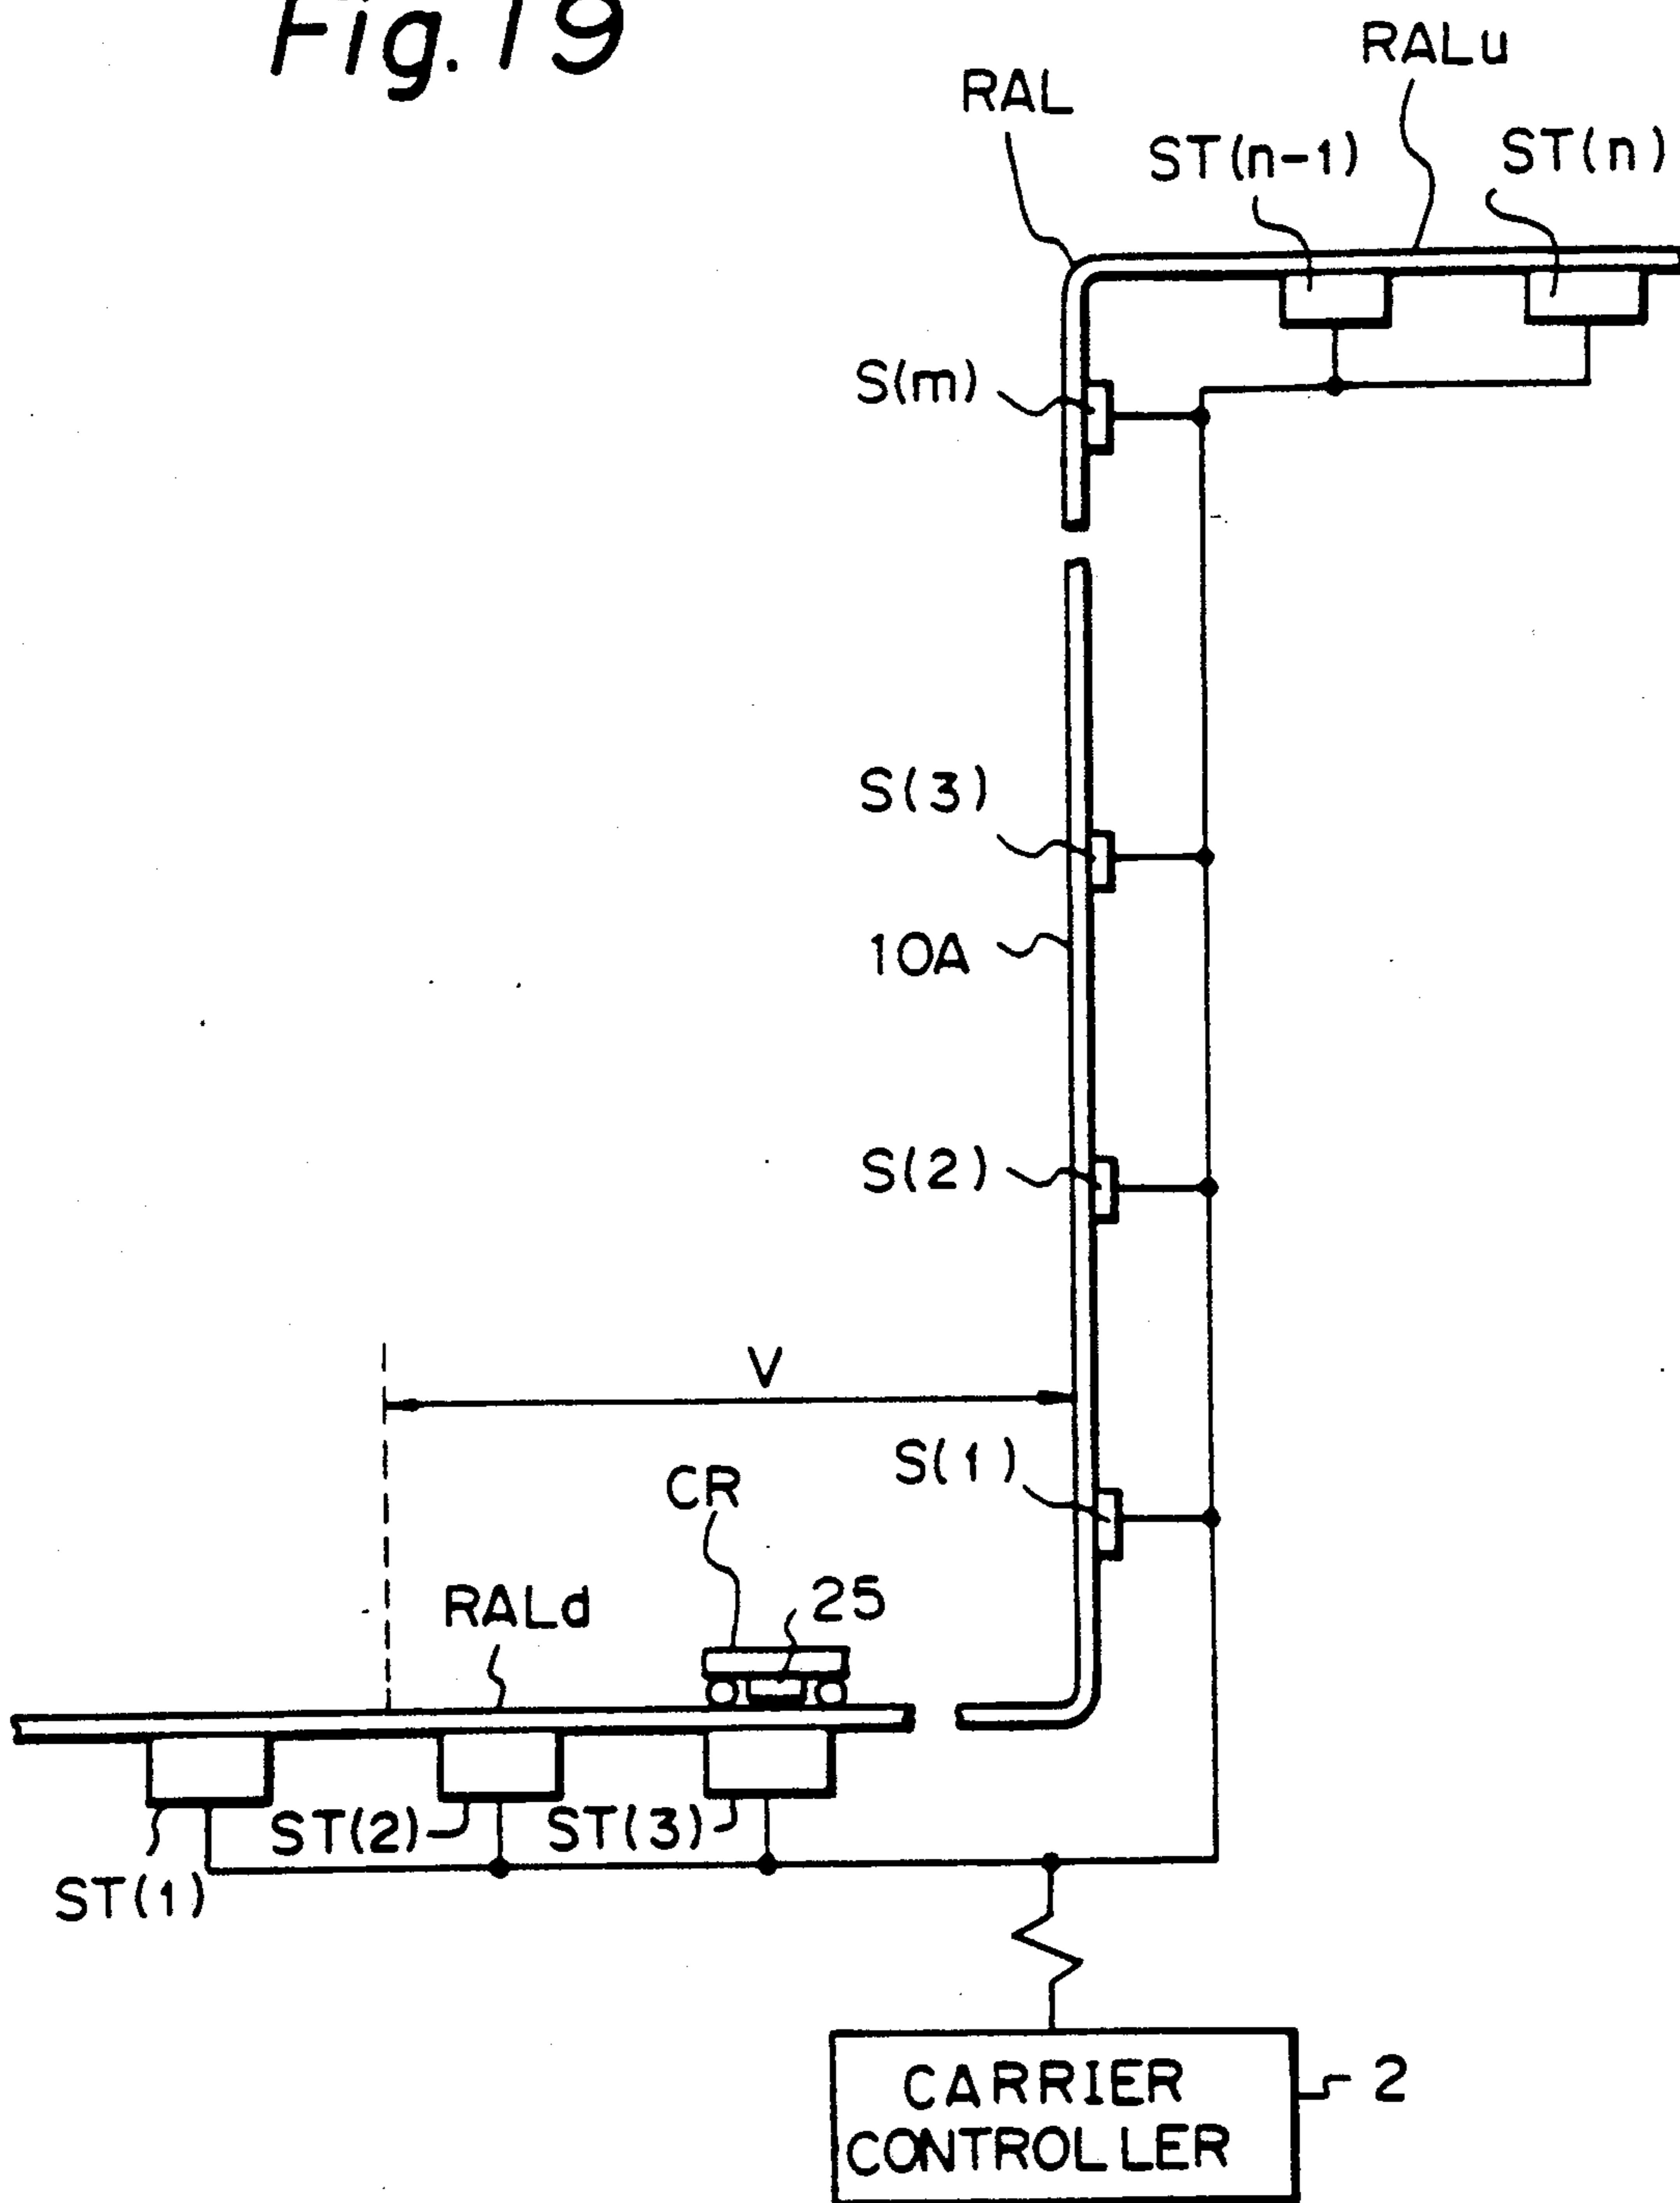 Fig. 19
RALu
RAL
ST(n-1)
ST(n)
S(m)
S(3)
10A
S(2)
V
S(1)
CR
25
RALd
ST(2)
ST(3)
ST(1)
2
CARRIER
CONTROLLER